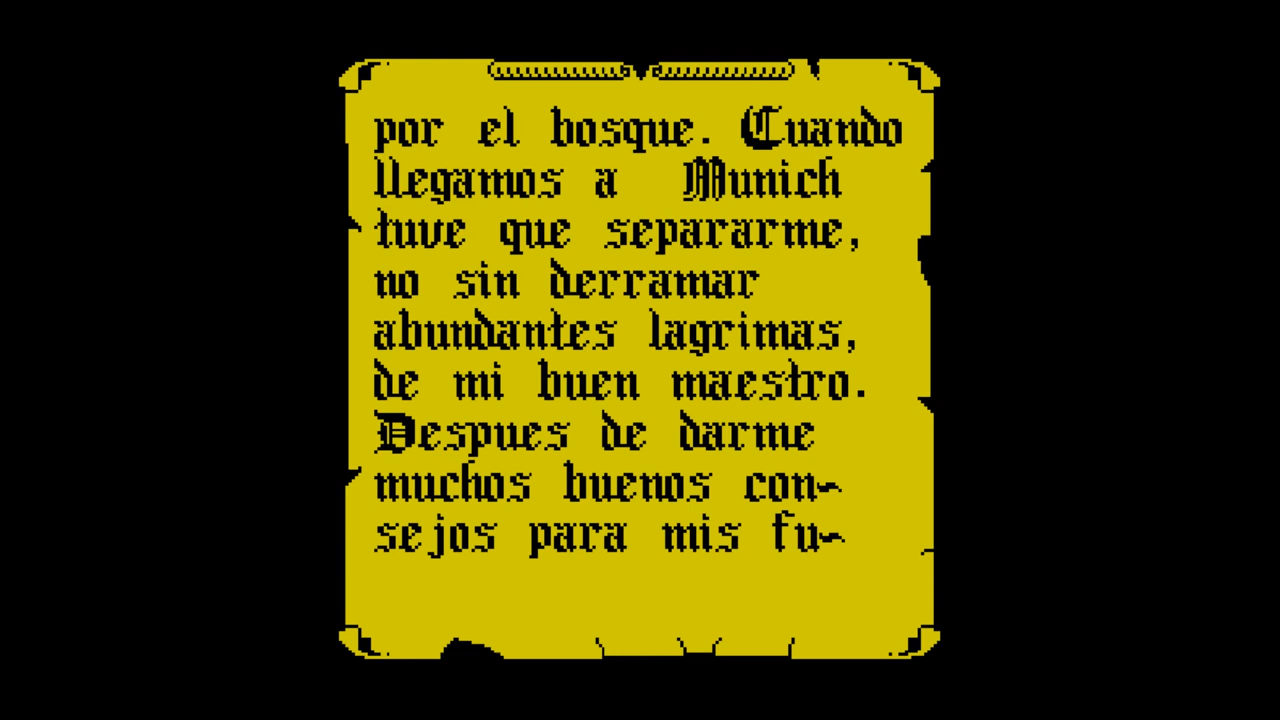 por el bosque. Cuando
llegamos a Munich
tuve que separarme,
no sin derramar
abundantes lagrimas,
de mi buen maestro.
Despues de darme
muchos buenos con-
sejos para mis fu-